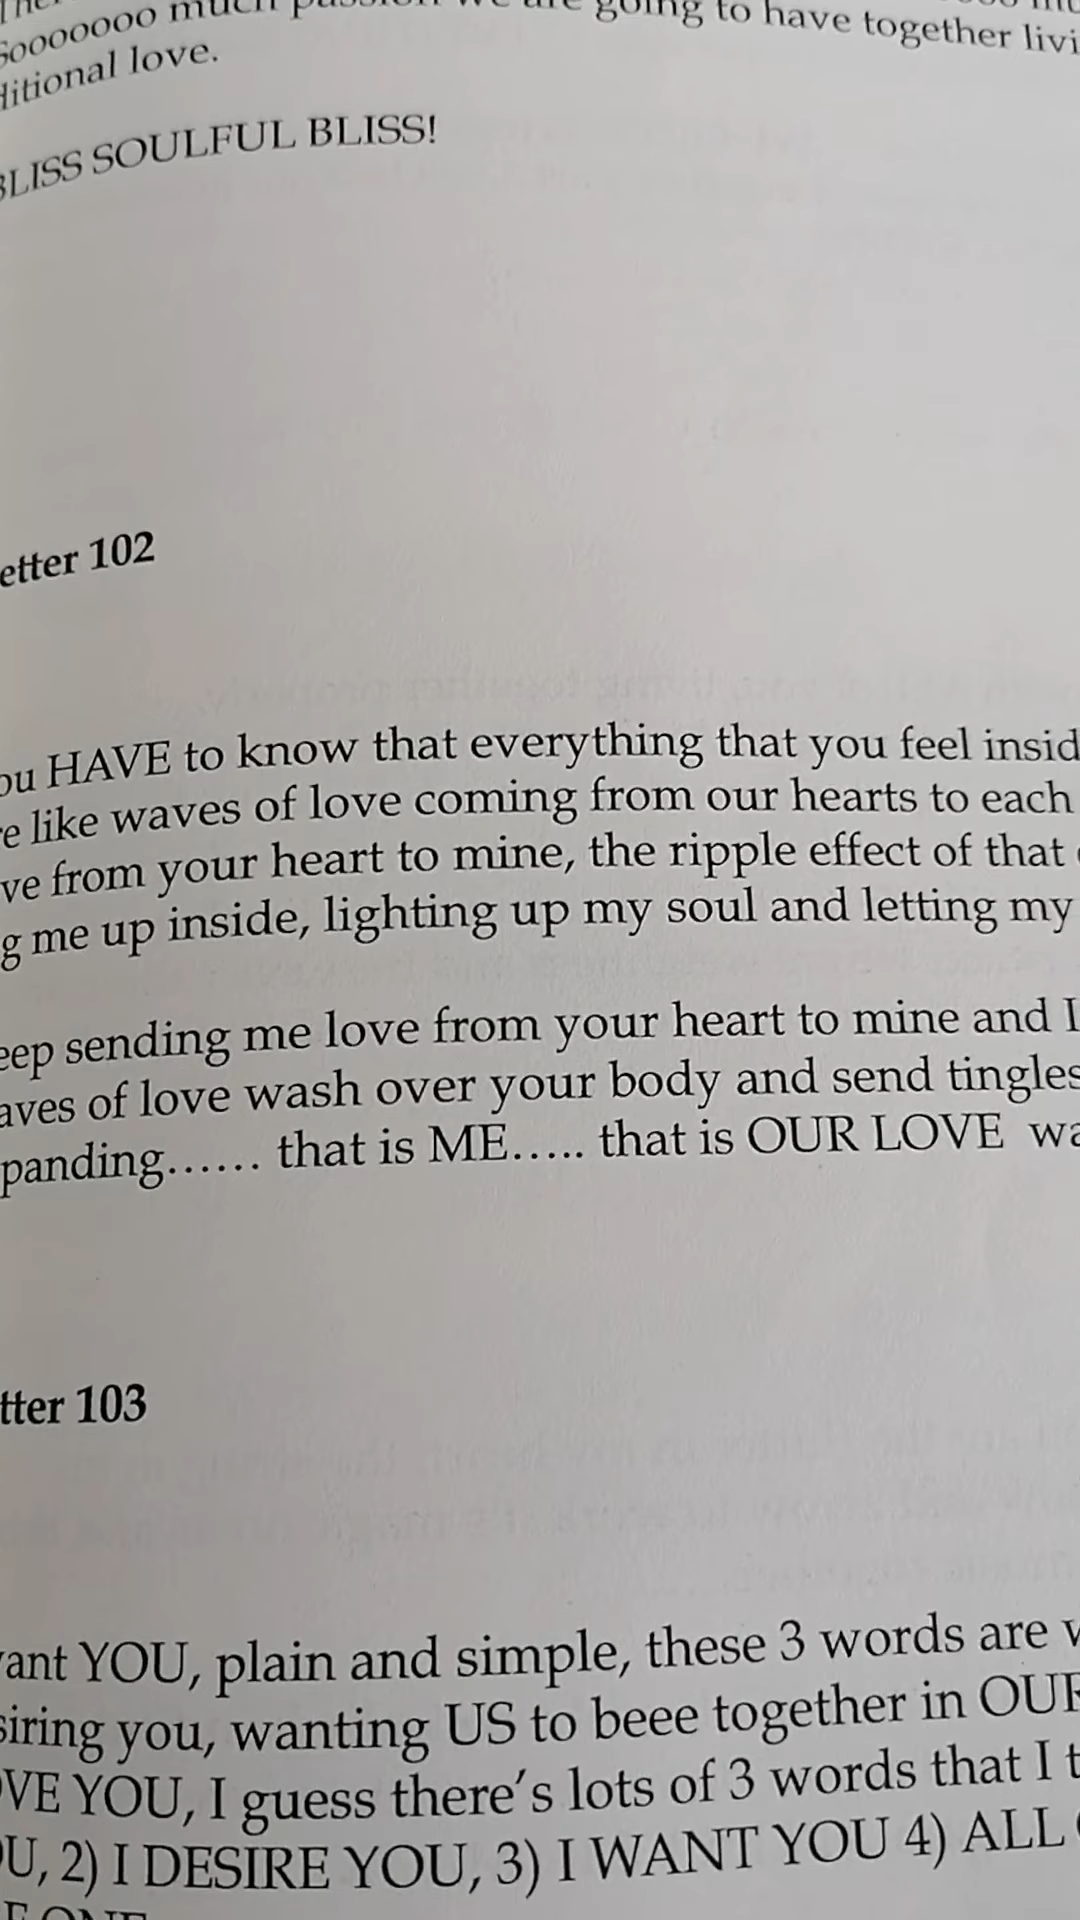 Soooooo much passion we are going to have together livi
ditional love.
BLISS SOULFUL BLISS!
etter 102
ou HAVE to know that everything that you feel insid
re like waves of love coming from our hearts to each
ve from your heart to mine, the ripple effect of that
g me up inside, lighting up my soul and letting my
eep sending me love from your heart to mine and I
aves of love wash over your body and send tingles
panding...... that is ME..... that is OUR LOVE wa
tter 103
ant YOU, plain and simple, these 3 words are v
siring you, wanting US to beee together in OUR
OVE YOU, I guess there's lots of 3 words that I t
OU, 2) I DESIRE YOU, 3) I WANT YOU 4) ALL